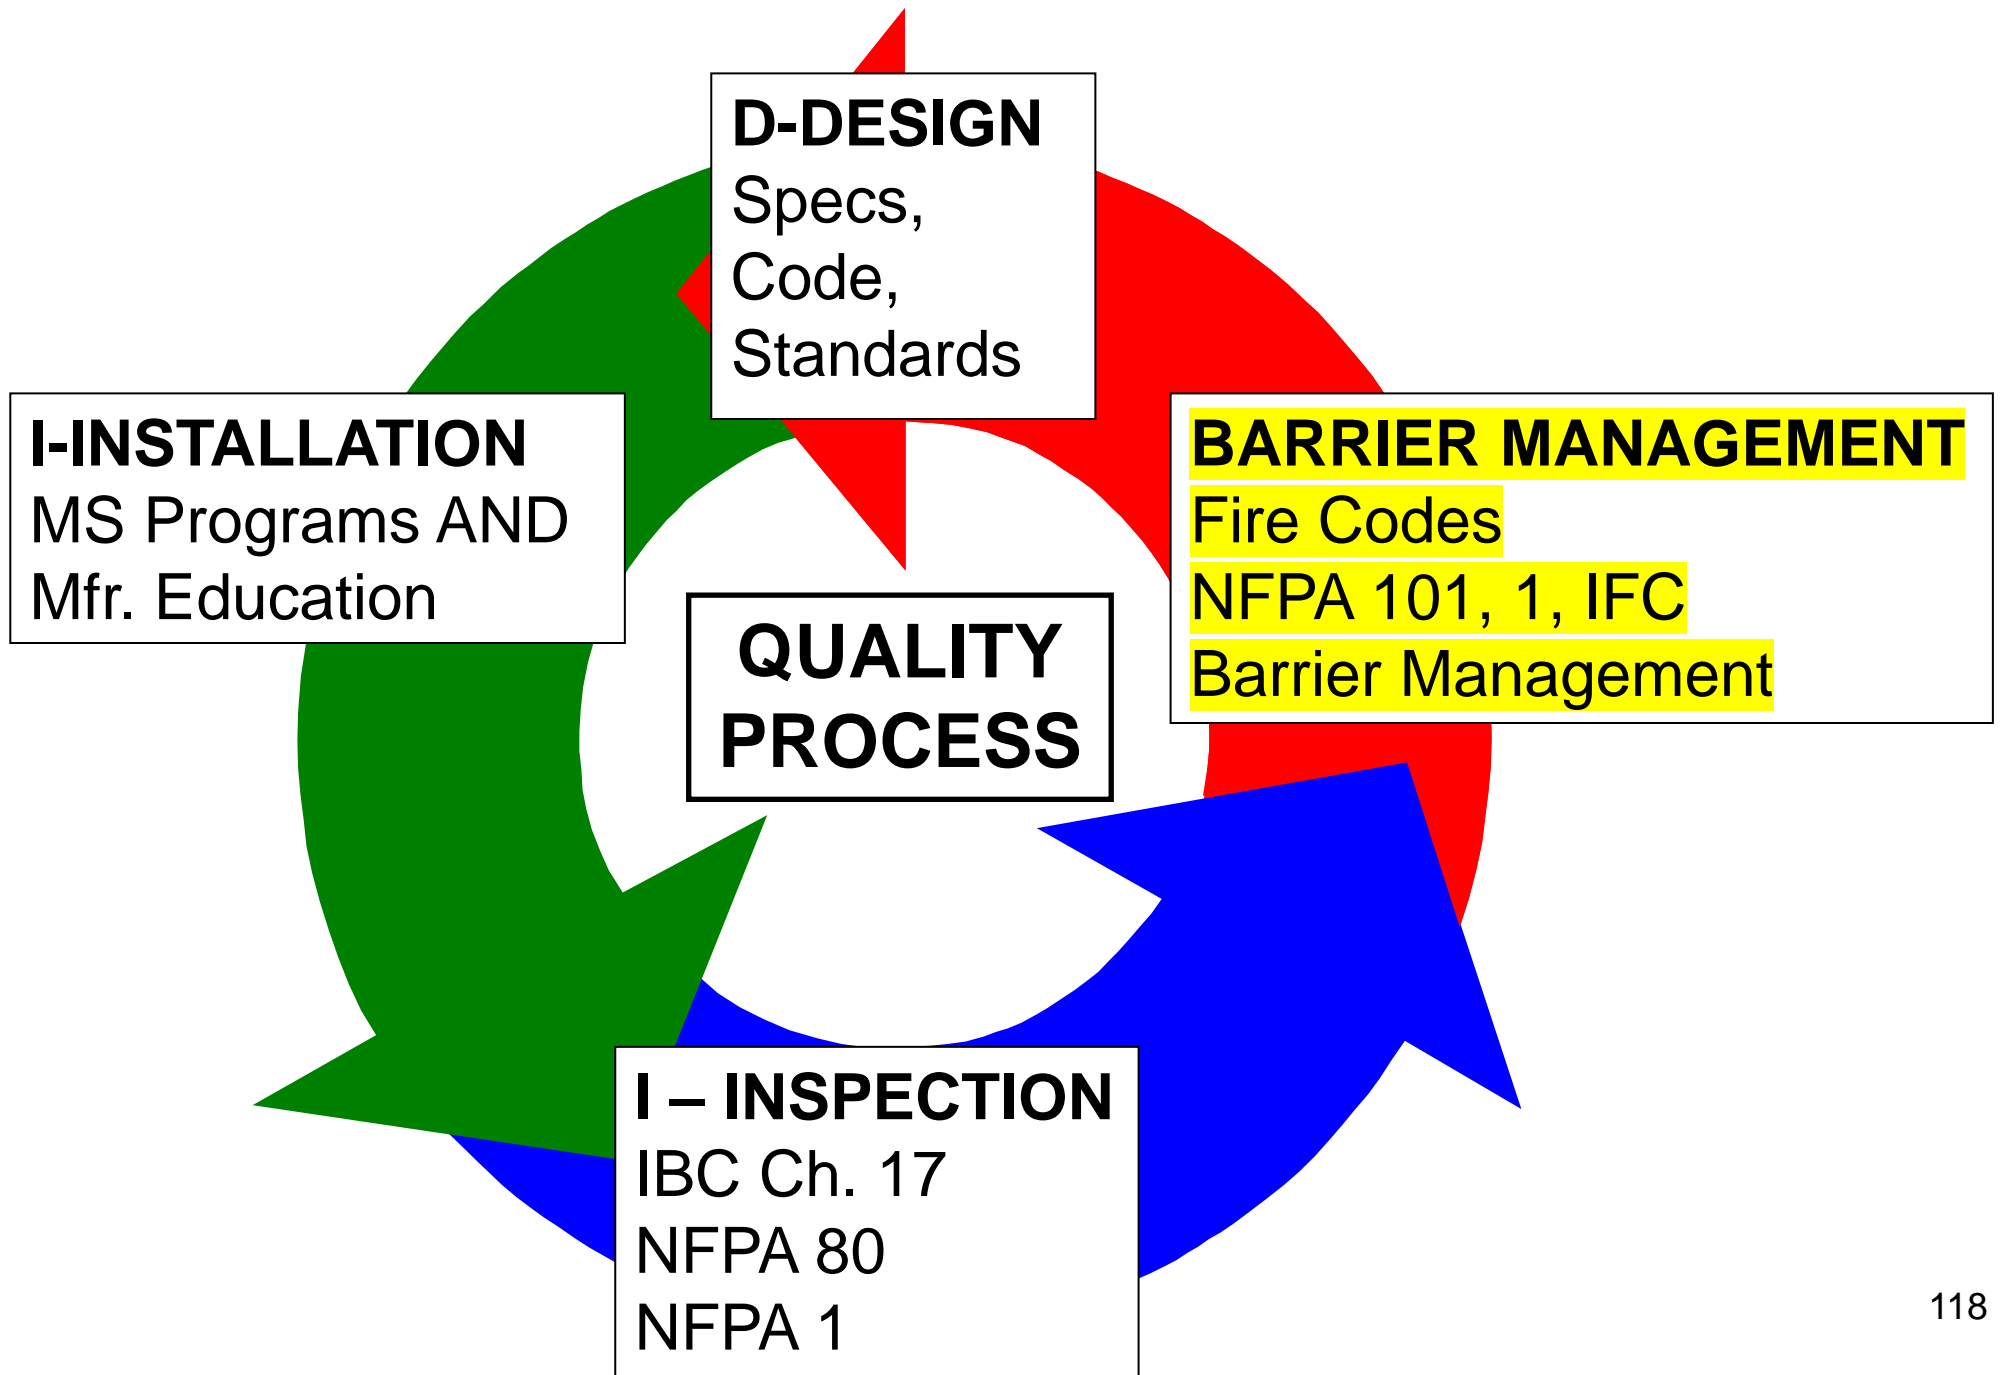 D-DESIGN
Specs,
Code,
Standards
I-INSTALLATION
MS Programs AND
Mfr. Education
BARRIER MANAGEMENT
Fire Codes
NFPA 101, 1, IFC
Barrier Management
QUALITY
PROCESS
I – INSPECTION
IBC Ch. 17
NFPA 80
NFPA 1
118